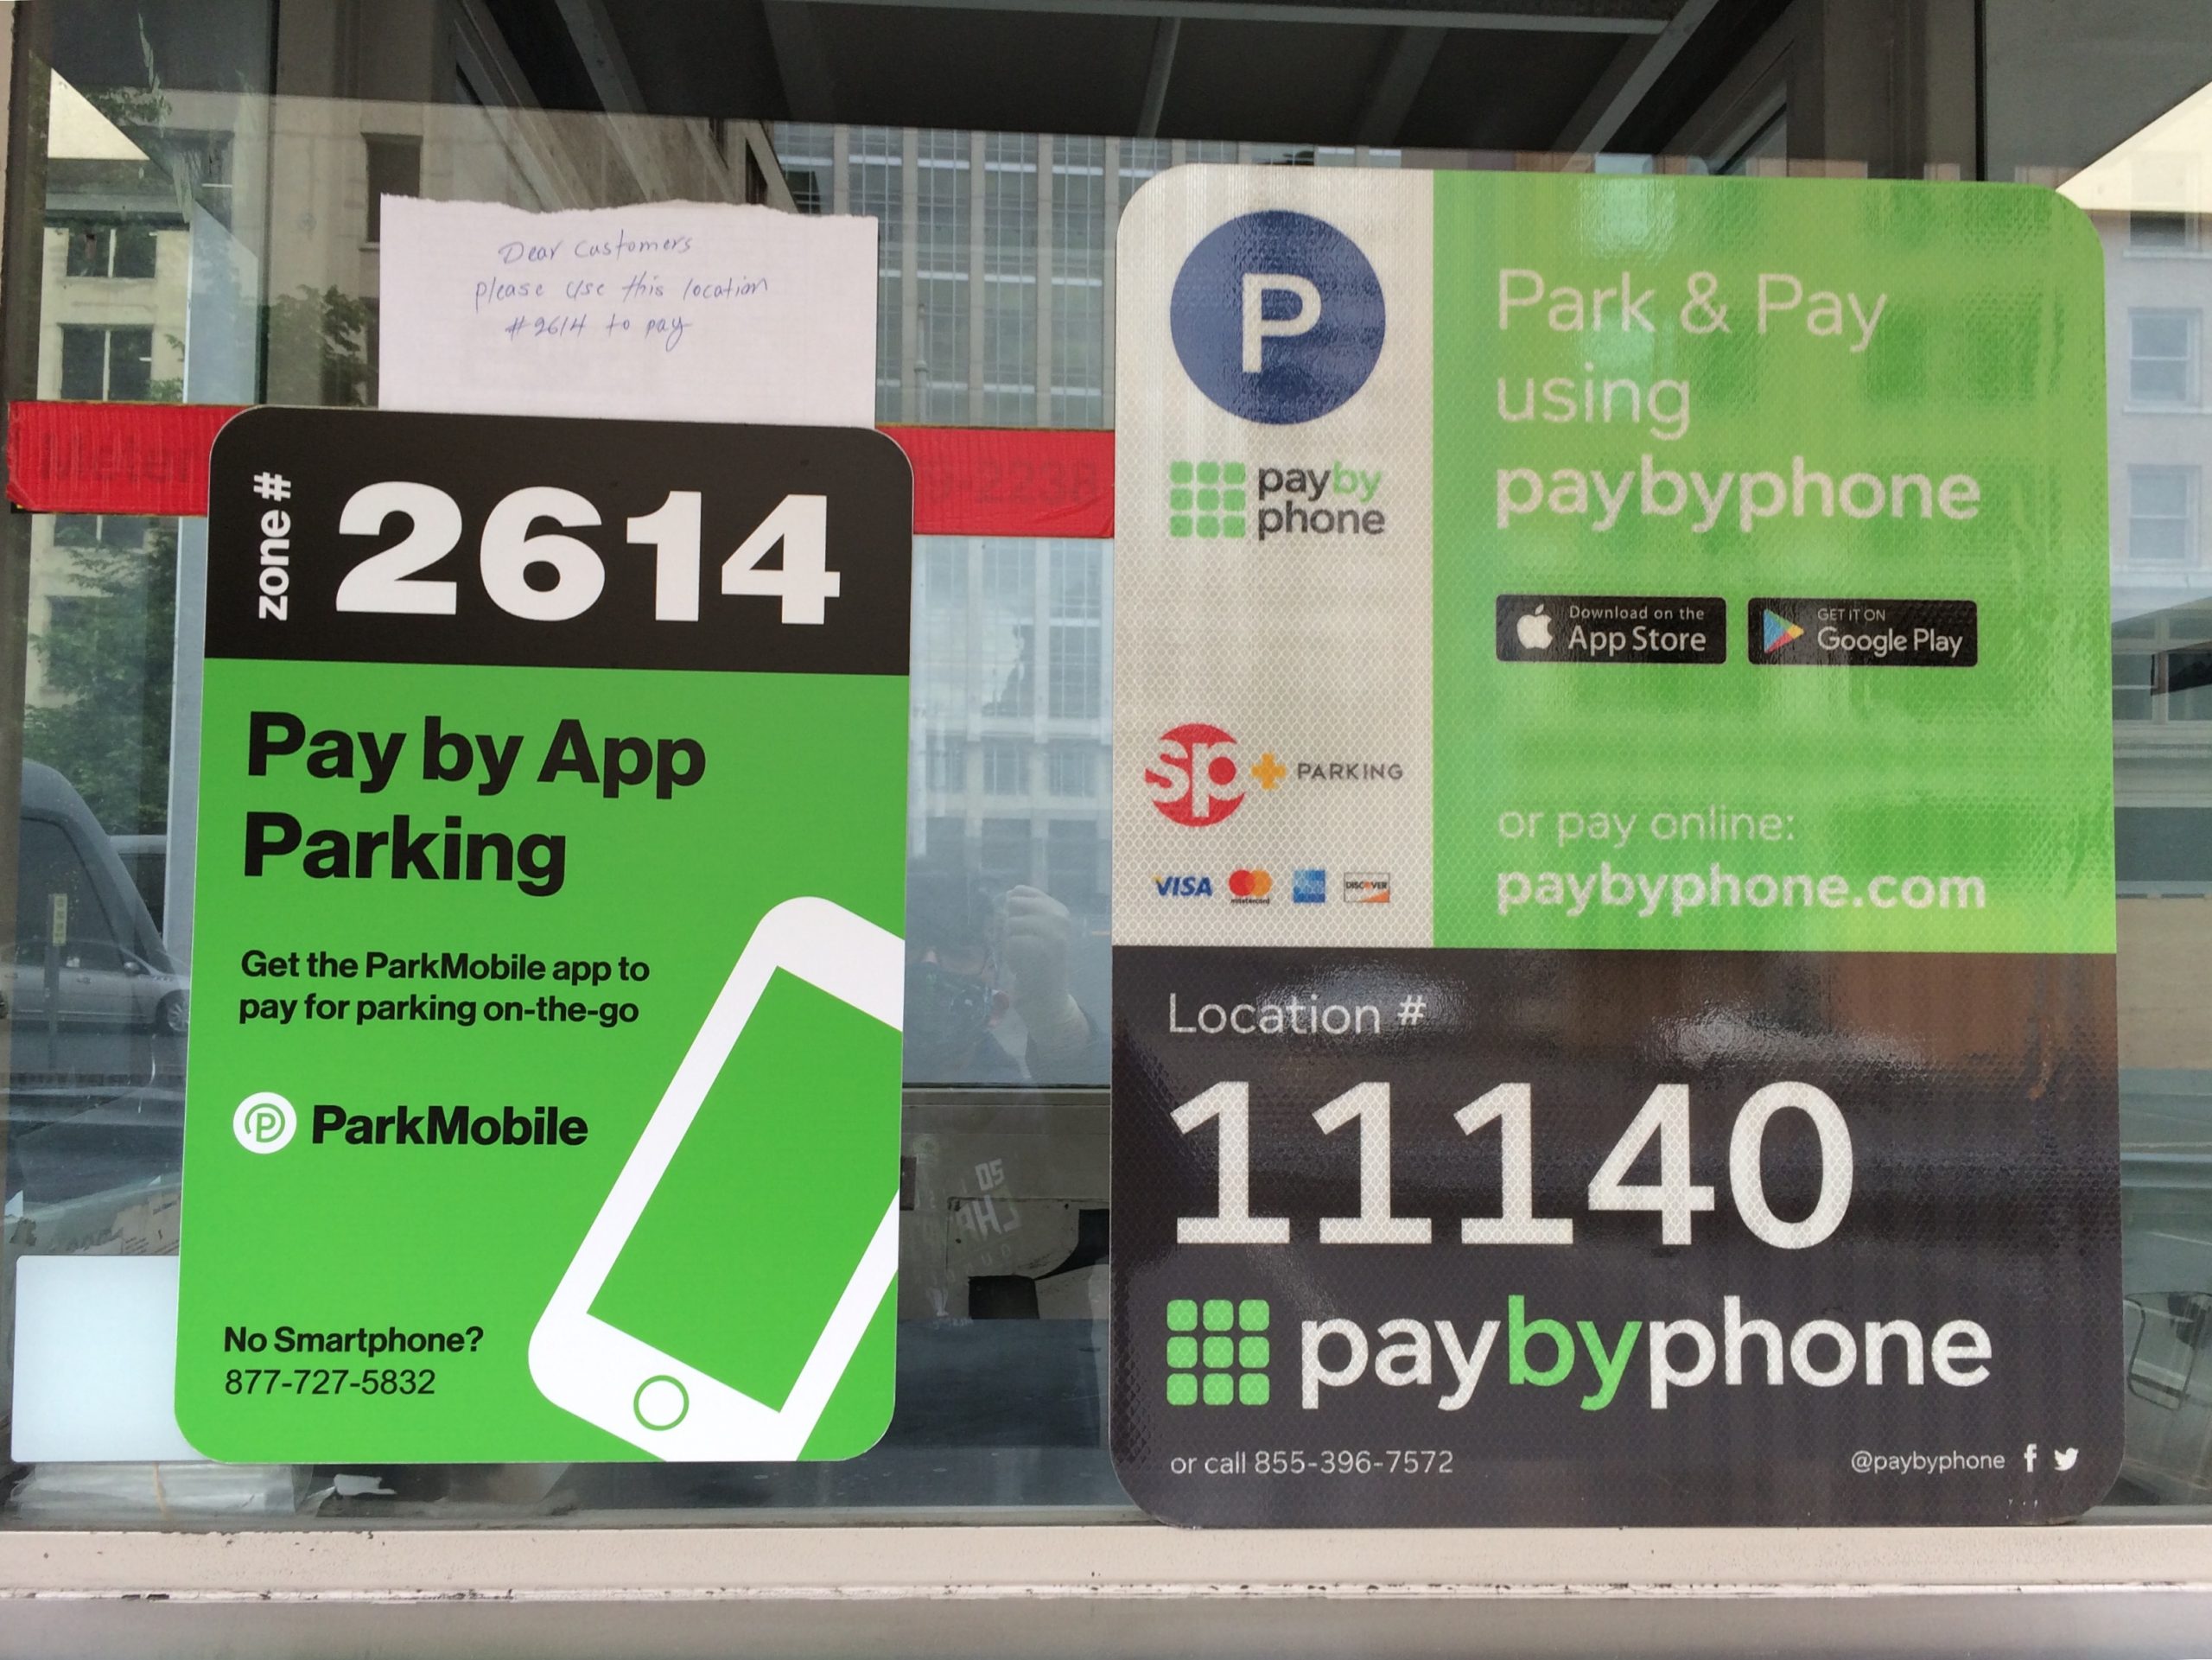 Dear Customers
please use this location
#2614 to pay
zone #
2614
Pay by App
Parking
Get the ParkMobile app to
pay for parking on-the-go
P ParkMobile
No Smartphone?
877-727-5832
P
payby
phone
sp+ PARKING
VISA mastercard DISCOVER
Park & Pay
using
paybyphone
Download on the
App Store
GET IT ON
Google Play
or pay online:
paybyphone.com
Location #
11140
paybyphone
or call 855-396-7572
@paybyphone